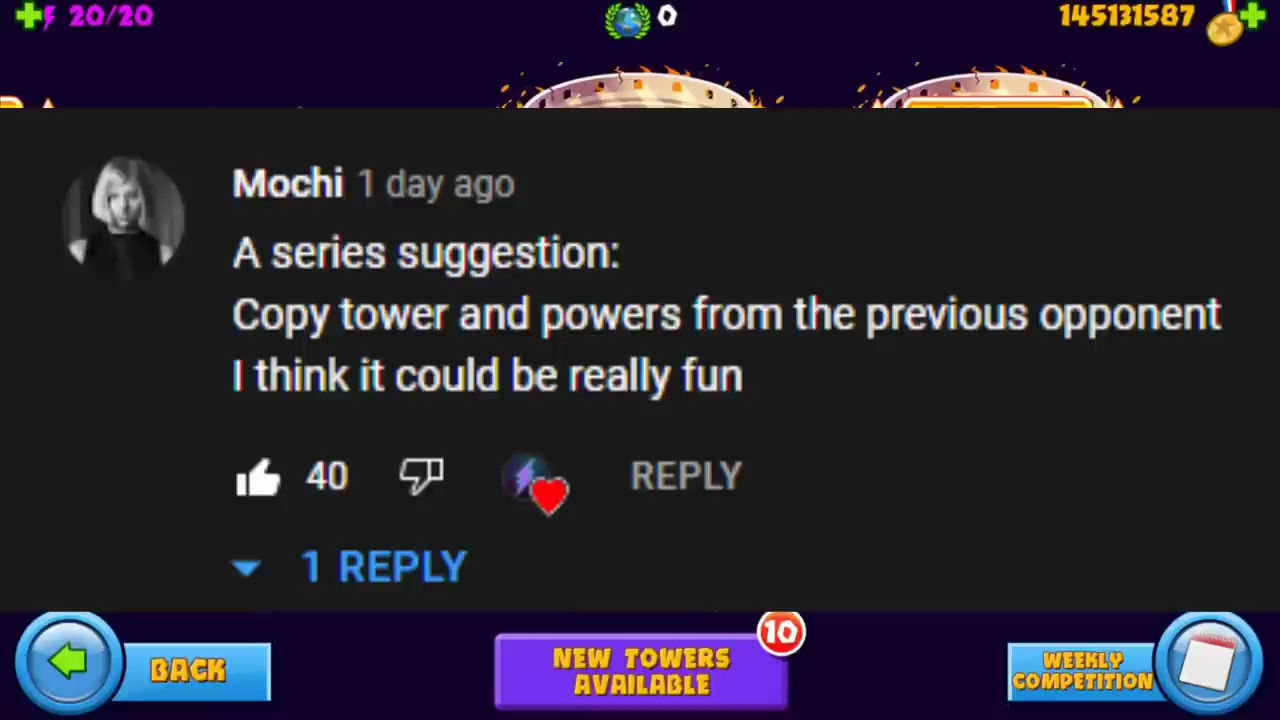 20/20
0
145131587
Mochi 1 day ago
A series suggestion:
Copy tower and powers from the previous opponent
I think it could be really fun
40
REPLY
1 REPLY
BACK
NEW TOWERS
AVAILABLE
10
WEEKLY
COMPETITION